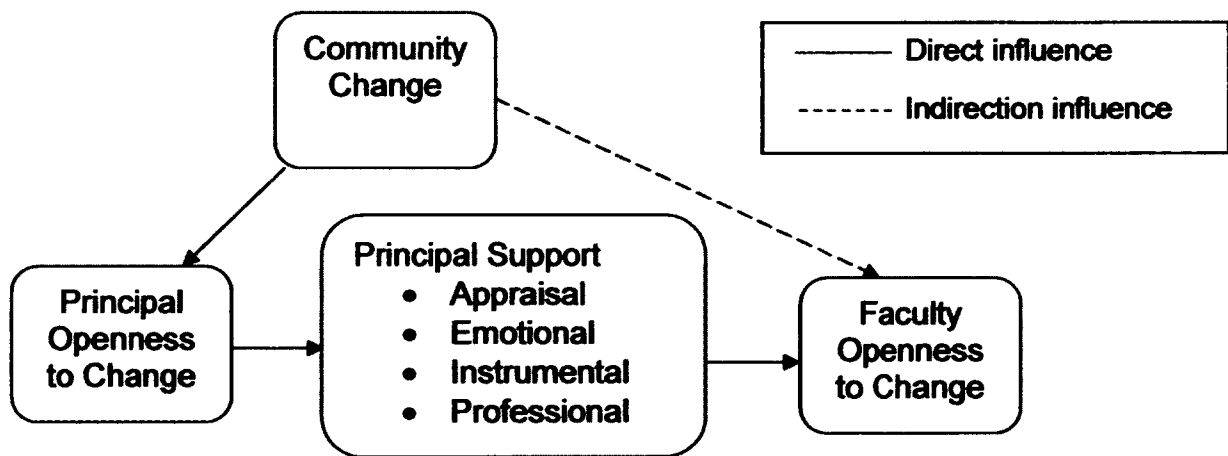 Community
Change
Direct influence
Indirection influence
Principal Support
• Appraisal
• Emotional
• Instrumental
• Professional
Principal
Openness
to Change
Faculty
Openness
to Change